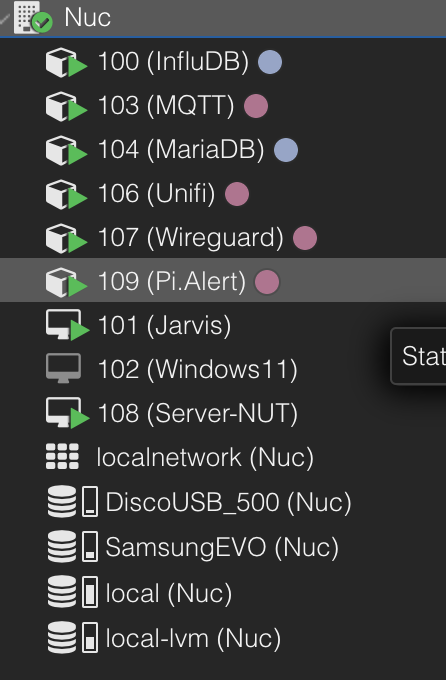 Nuc
100 (InfluDB)
103 (MQTT)
104 (MariaDB)
106 (Unifi)
107 (Wireguard)
109 (Pi.Alert)
101 (Jarvis)
Stat
102 (Windows11)
108 (Server-NUT)
localnetwork (Nuc)
DiscoUSB_500 (Nuc)
SamsungEVO (Nuc)
local (Nuc)
local-lvm (Nuc)